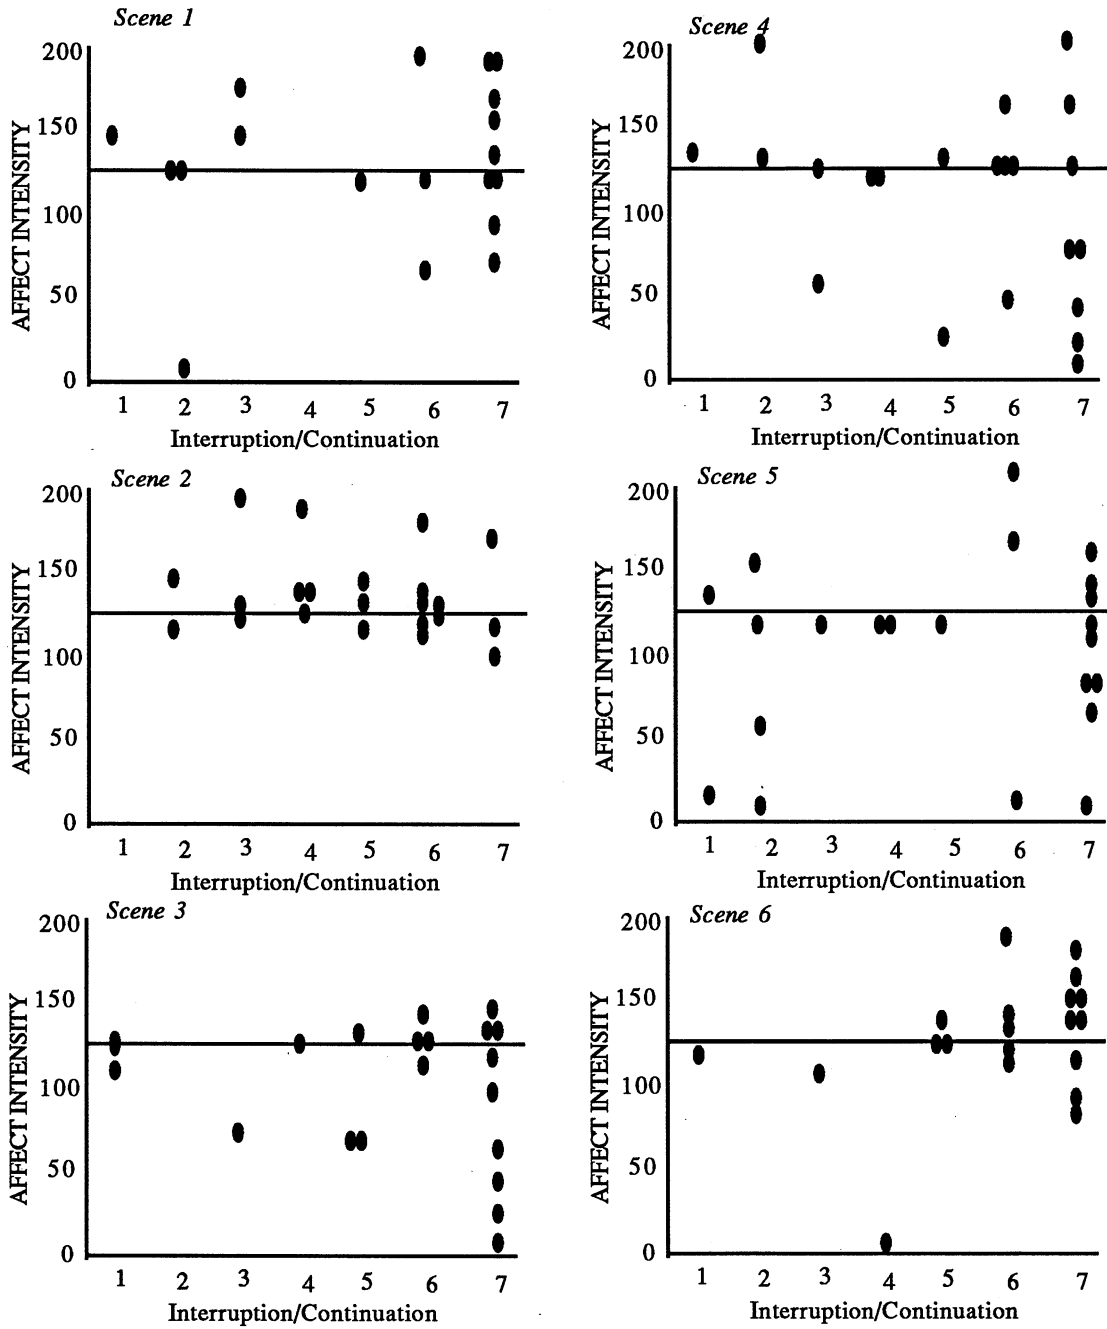 Scene 1
AFFECT INTENSITY
200
150
100
50
0
1 2 3 4 5 6 7
Interruption/Continuation
Scene 4
AFFECT INTENSITY
200
150
100
50
0
1 2 3 4 5 6 7
Interruption/Continuation
Scene 2
AFFECT INTENSITY
200
150
100
50
0
1 2 3 4 5 6 7
Interruption/Continuation
Scene 5
AFFECT INTENSITY
200
150
100
50
0
1 2 3 4 5 6 7
Interruption/Continuation
Scene 3
AFFECT INTENSITY
200
150
100
50
0
1 2 3 4 5 6 7
Interruption/Continuation
Scene 6
AFFECT INTENSITY
200
150
100
50
0
1 2 3 4 5 6 7
Interruption/Continuation